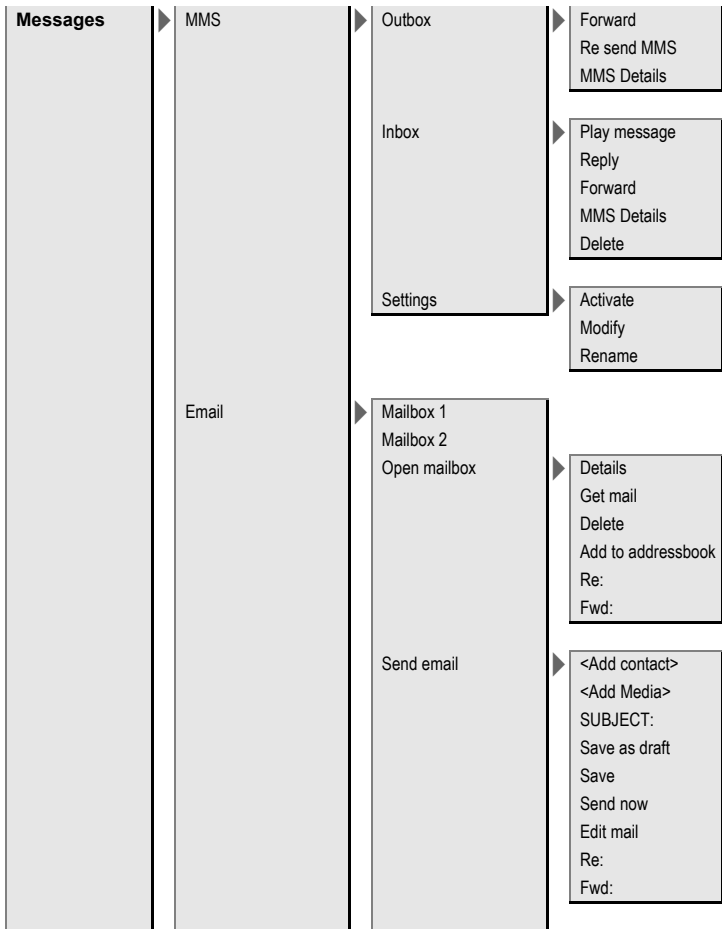 Messages MMS Outbox Forward
Re send MMS
MMS Details
Inbox Play message
Reply
Forward
MMS Details
Delete
Settings Activate
Modify
Rename
Email Mailbox 1
Mailbox 2
Open mailbox Details
Get mail
Delete
Add to addressbook
Re:
Fwd:
Send email <Add contact>
<Add Media>
SUBJECT:
Save as draft
Save
Send now
Edit mail
Re:
Fwd: